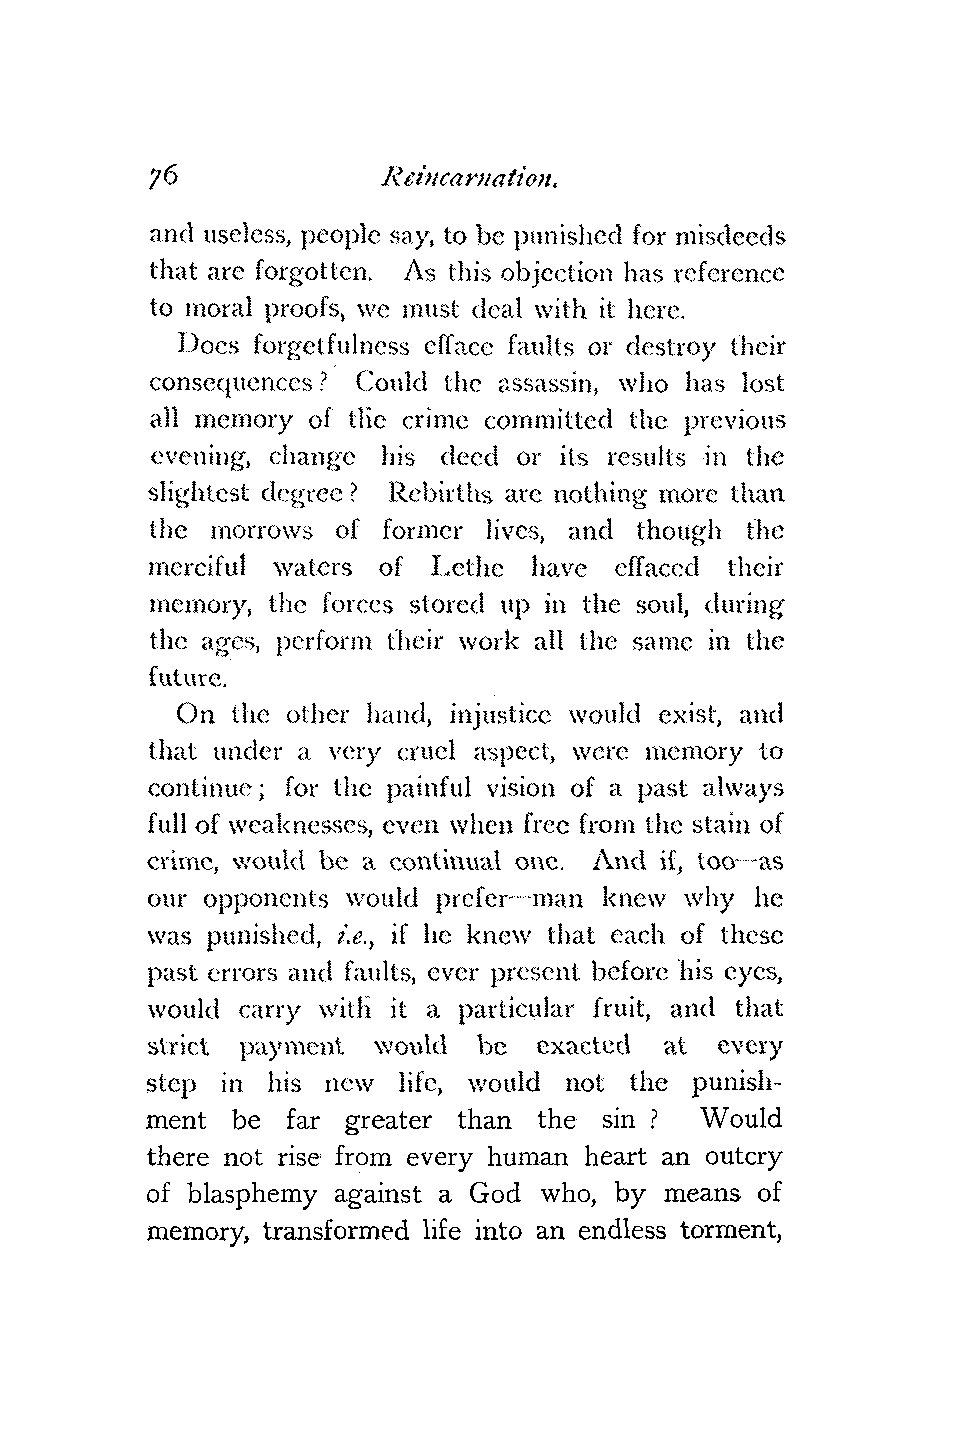 76 Reincarnation.
and useless, people say, to be punished for misdeeds
that are forgotten. As this objection has reference
to moral proofs, we must deal with it here.
Does forgetfulness efface faults or destroy their
consequences? Could the assassin, who has lost
all memory of the crime committed the previous
evening, change his deed or its results in the
slightest degree? Rebirths are nothing more than
the morrows of former lives, and though the
merciful waters of Lethe have effaced their
memory, the forces stored up in the soul, during
the ages, perform their work all the same in the
future.
On the other hand, injustice would exist, and
that under a very cruel aspect, were memory to
continue; for the painful vision of a past always
full of weaknesses, even when free from the stain of
crime, would be a continual one. And if, too—as
our opponents would prefer—man knew why he
was punished, i.e., if he knew that each of these
past errors and faults, ever present before his eyes,
would carry with it a particular fruit, and that
strict payment would be exacted at every
step in his new life, would not the punish-
ment be far greater than the sin ? Would
there not rise from every human heart an outcry
of blasphemy against a God who, by means of
memory, transformed life into an endless torment,